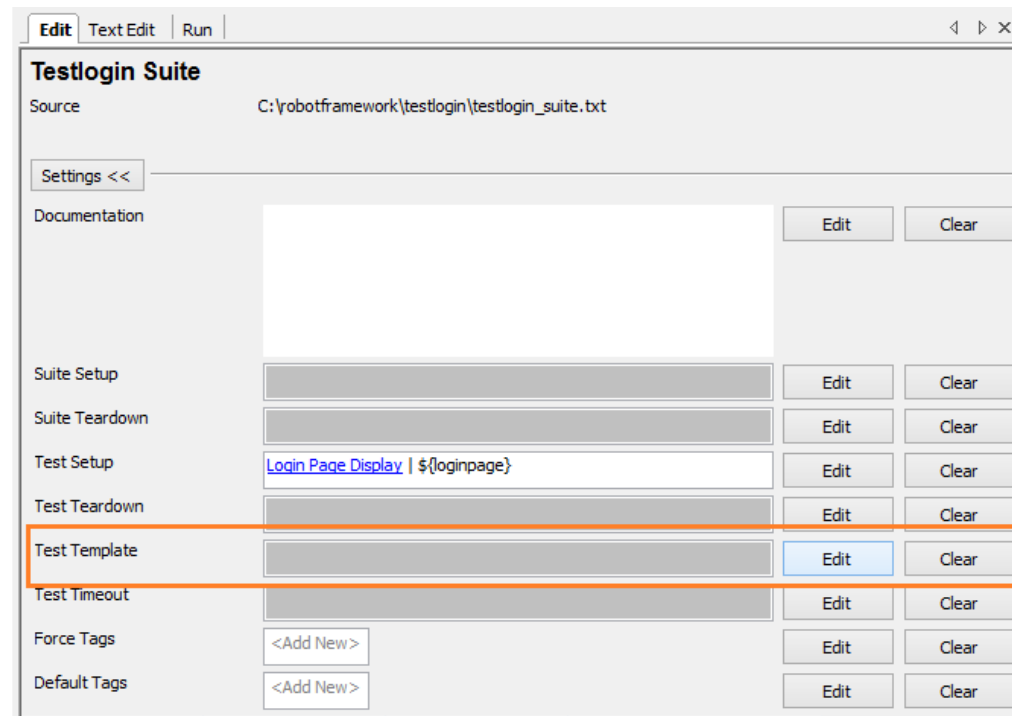 Edit Text Edit Run
Testlogin Suite
Source C:\robotframework\testlogin\testlogin_suite.txt
Settings <<
Documentation Edit Clear
Suite Setup Edit Clear
Suite Teardown Edit Clear
Test Setup Login Page Display | ${loginpage} Edit Clear
Test Teardown Edit Clear
Test Template Edit Clear
Test Timeout Edit Clear
Force Tags <Add New> Edit Clear
Default Tags <Add New> Edit Clear